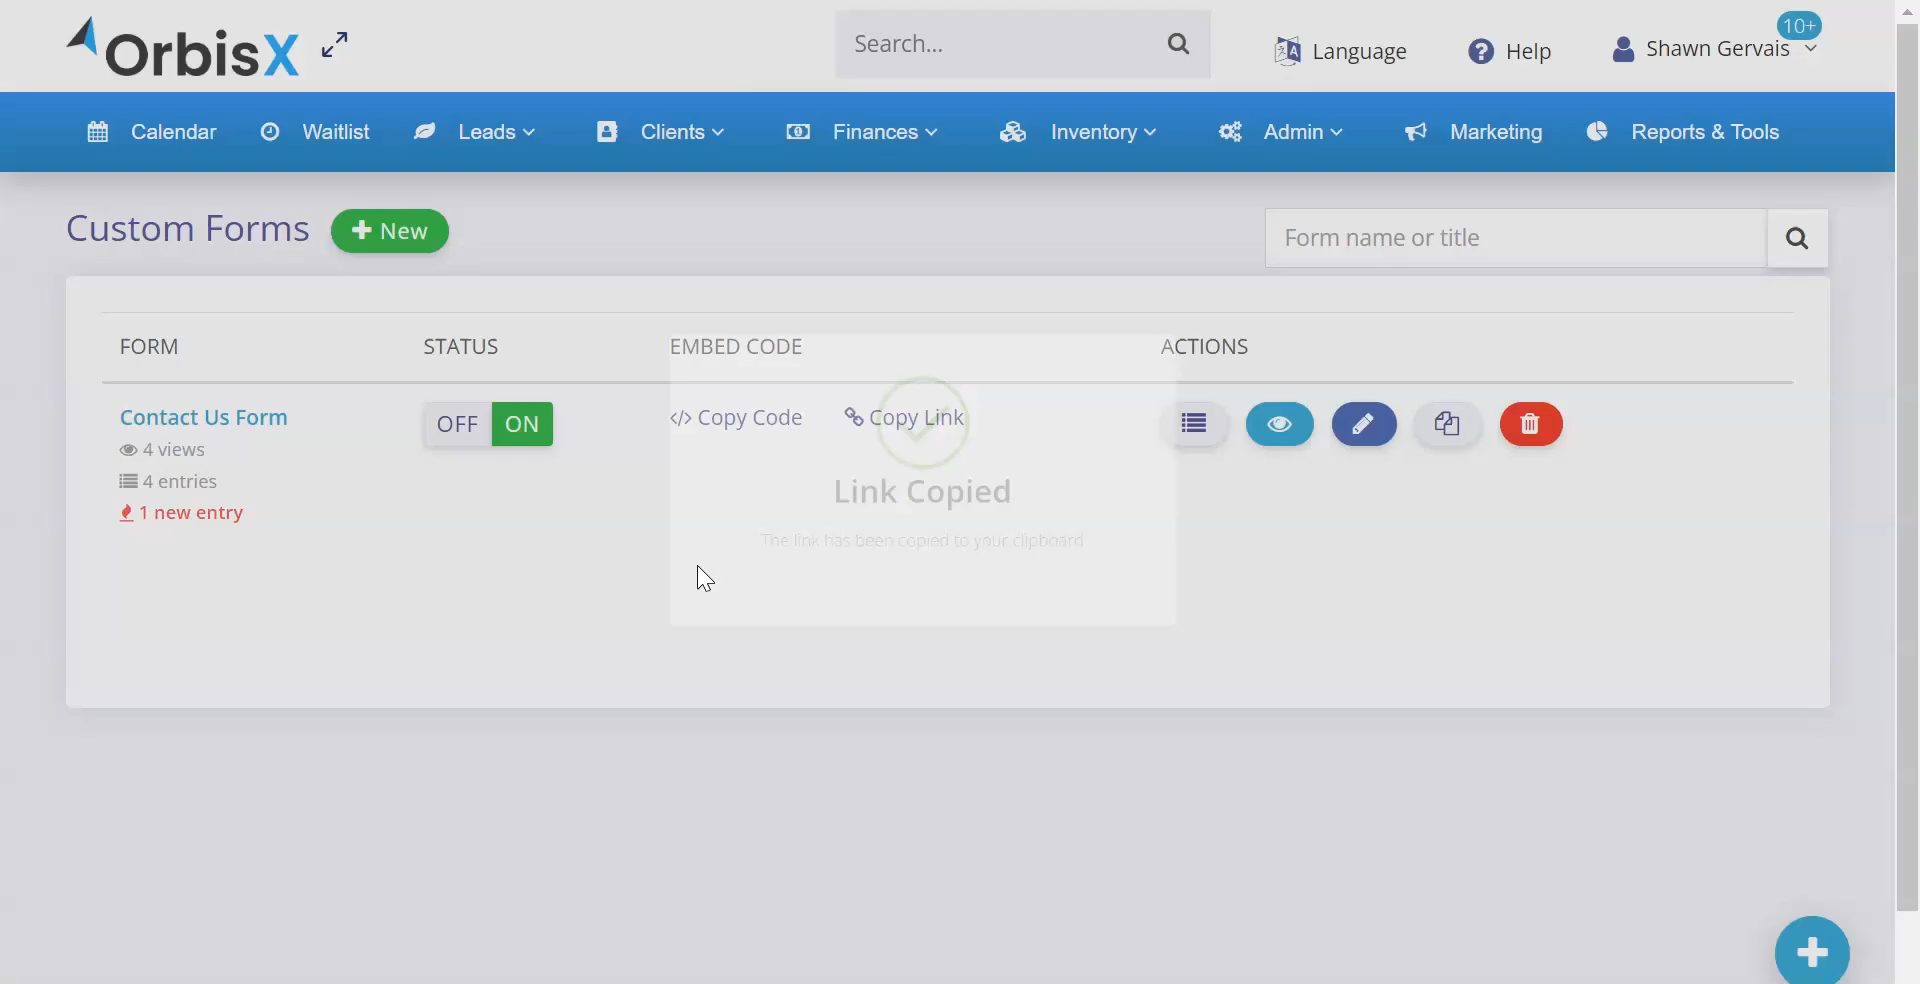 OrbisX
Search...
Language
Help
Shawn Gervais
10+
Calendar
Waitlist
Leads
Clients
Finances
Inventory
Admin
Marketing
Reports & Tools
Custom Forms
New
Form name or title
FORM
STATUS
EMBED CODE
ACTIONS
Contact Us Form
OFF
ON
Copy Code
Copy Link
4 views
4 entries
1 new entry
Link Copied
The link has been copied to your clipboard